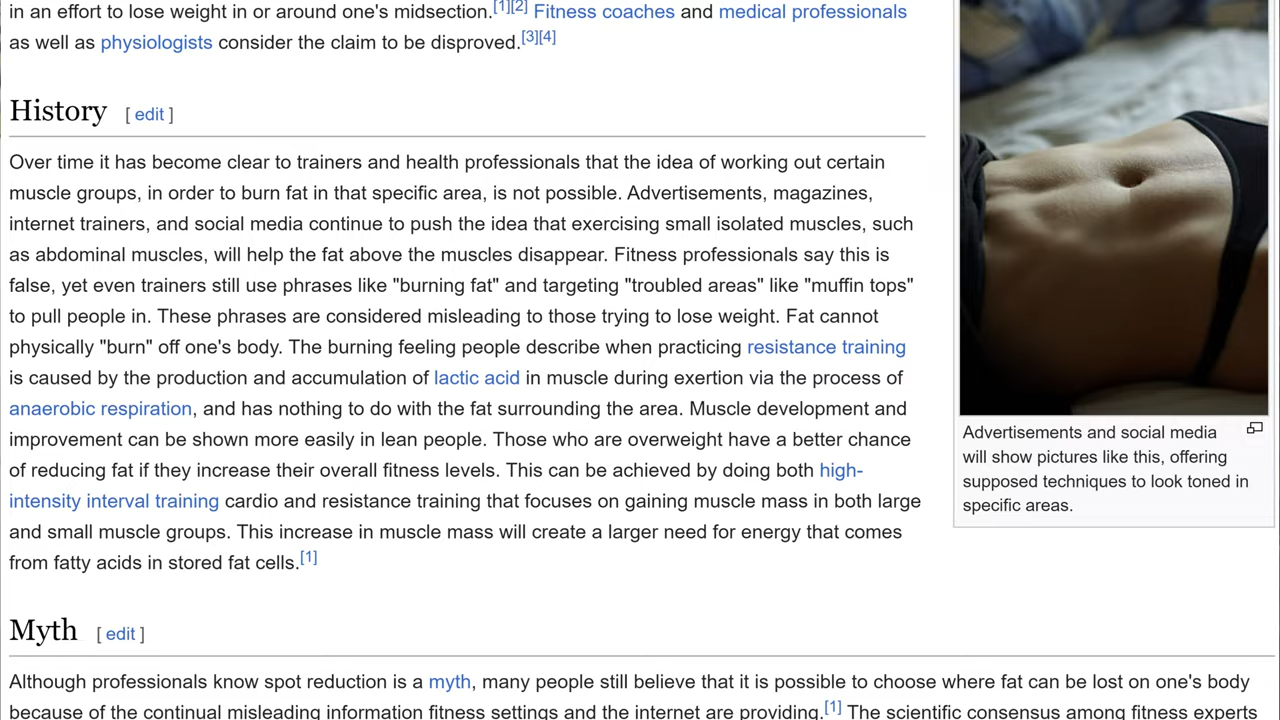 in an effort to lose weight in or around one's midsection.[1][2] Fitness coaches and medical professionals
as well as physiologists consider the claim to be disproved.[3][4]
History [ edit ]
Over time it has become clear to trainers and health professionals that the idea of working out certain
muscle groups, in order to burn fat in that specific area, is not possible. Advertisements, magazines,
internet trainers, and social media continue to push the idea that exercising small isolated muscles, such
as abdominal muscles, will help the fat above the muscles disappear. Fitness professionals say this is
false, yet even trainers still use phrases like "burning fat" and targeting "troubled areas" like "muffin tops"
to pull people in. These phrases are considered misleading to those trying to lose weight. Fat cannot
physically "burn" off one's body. The burning feeling people describe when practicing resistance training
is caused by the production and accumulation of lactic acid in muscle during exertion via the process of
anaerobic respiration, and has nothing to do with the fat surrounding the area. Muscle development and
improvement can be shown more easily in lean people. Those who are overweight have a better chance
of reducing fat if they increase their overall fitness levels. This can be achieved by doing both high-
intensity interval training cardio and resistance training that focuses on gaining muscle mass in both large
and small muscle groups. This increase in muscle mass will create a larger need for energy that comes
from fatty acids in stored fat cells.[1]
Advertisements and social media
will show pictures like this, offering
supposed techniques to look toned in
specific areas.
Myth [ edit ]
Although professionals know spot reduction is a myth, many people still believe that it is possible to choose where fat can be lost on one's body
because of the continual misleading information fitness settings and the internet are providing.[1] The scientific consensus among fitness experts